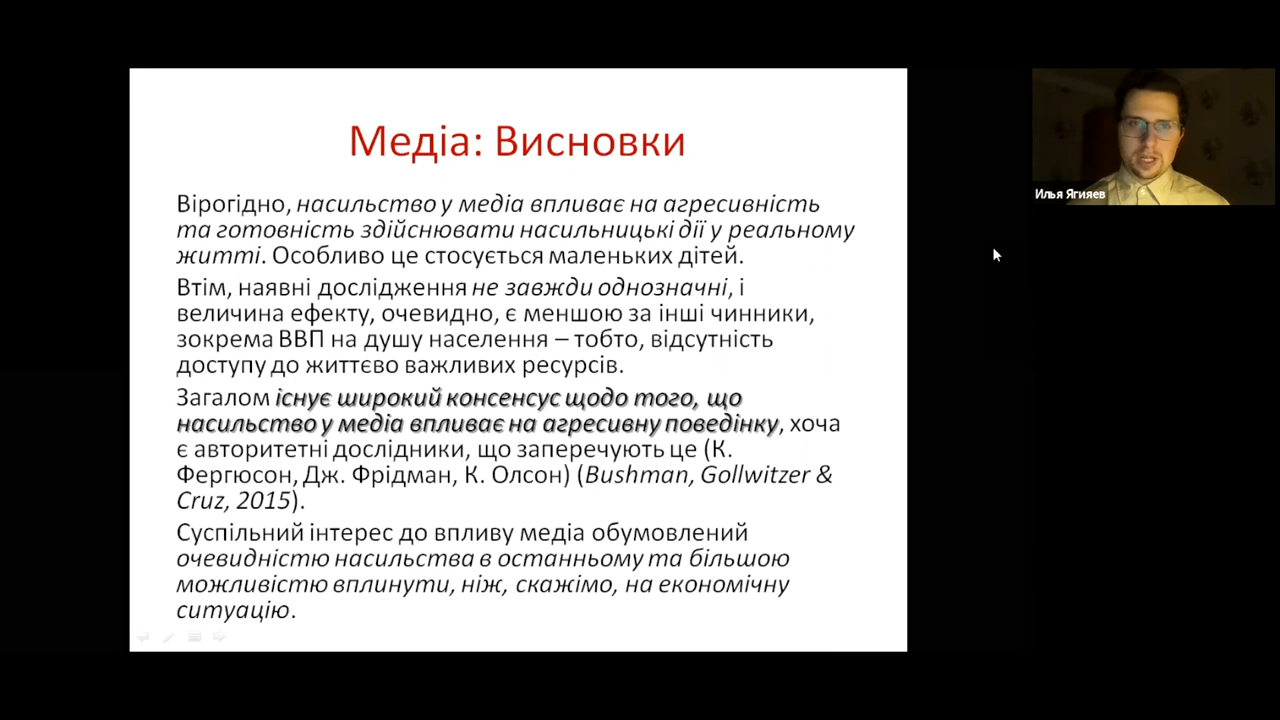 Медіа: Висновки
Вірогідно, насильство у медіа впливає на агресивність
та готовність здійснювати насильницькі дії у реальному
житті. Особливо це стосується маленьких дітей.
Втім, наявні дослідження не завжди однозначні, і
величина ефекту, очевидно, є меншою за інші чинники,
зокрема ВВП на душу населення – тобто, відсутність
доступу до життєво важливих ресурсів.
Загалом існує широкий консенсус щодо того, що
насильство у медіа впливає на агресивну поведінку, хоча
є авторитетні дослідники, що заперечують це (К.
Фергюсон, Дж. Фрідман, К. Олсон) (Bushman, Gollwitzer &
Cruz, 2015).
Суспільний інтерес до впливу медіа обумовлений
очевидністю насильства в останньому та більшою
можливістю вплинути, ніж, скажімо, на економічну
ситуацію.
Илья Ягияев